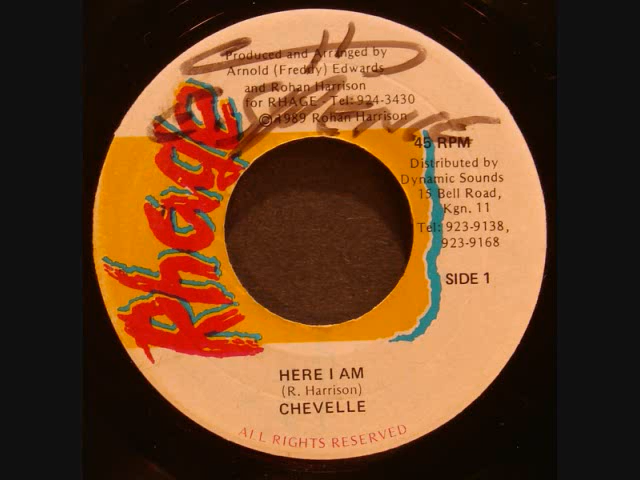 Produced and Arranged by
Arnold (Freddy) Edwards
and Rohan Harrison
for RHAGE - Tel: 924-3430
© 1989 Rohan Harrison
45 RPM
Distributed by
Dynamic Sounds
15 Bell Road,
Kgn. 11
Tel: 923-9138,
923-9168
SIDE 1
Rhage
HERE I AM
(R. Harrison)
CHEVELLE
ALL RIGHTS RESERVED